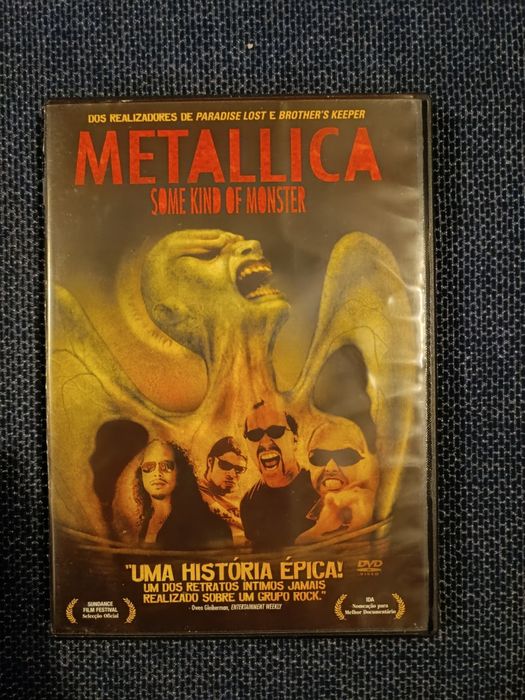 DOS REALIZADORES DE PARADISE LOST E BROTHER'S KEEPER
METALLICA
SOME KIND OF MONSTER
"UMA HISTÓRIA ÉPICA!
UM DOS RETRATOS INTIMOS JAMAIS
REALIZADO SOBRE UM GRUPO ROCK."
- Owen Gleiberman, ENTERTAINMENT WEEKLY
DVD
VIDEO
SUNDANCE
FILM FESTIVAL
Selecção Oficial
IDA
Nomeação para
Melhor Documentário